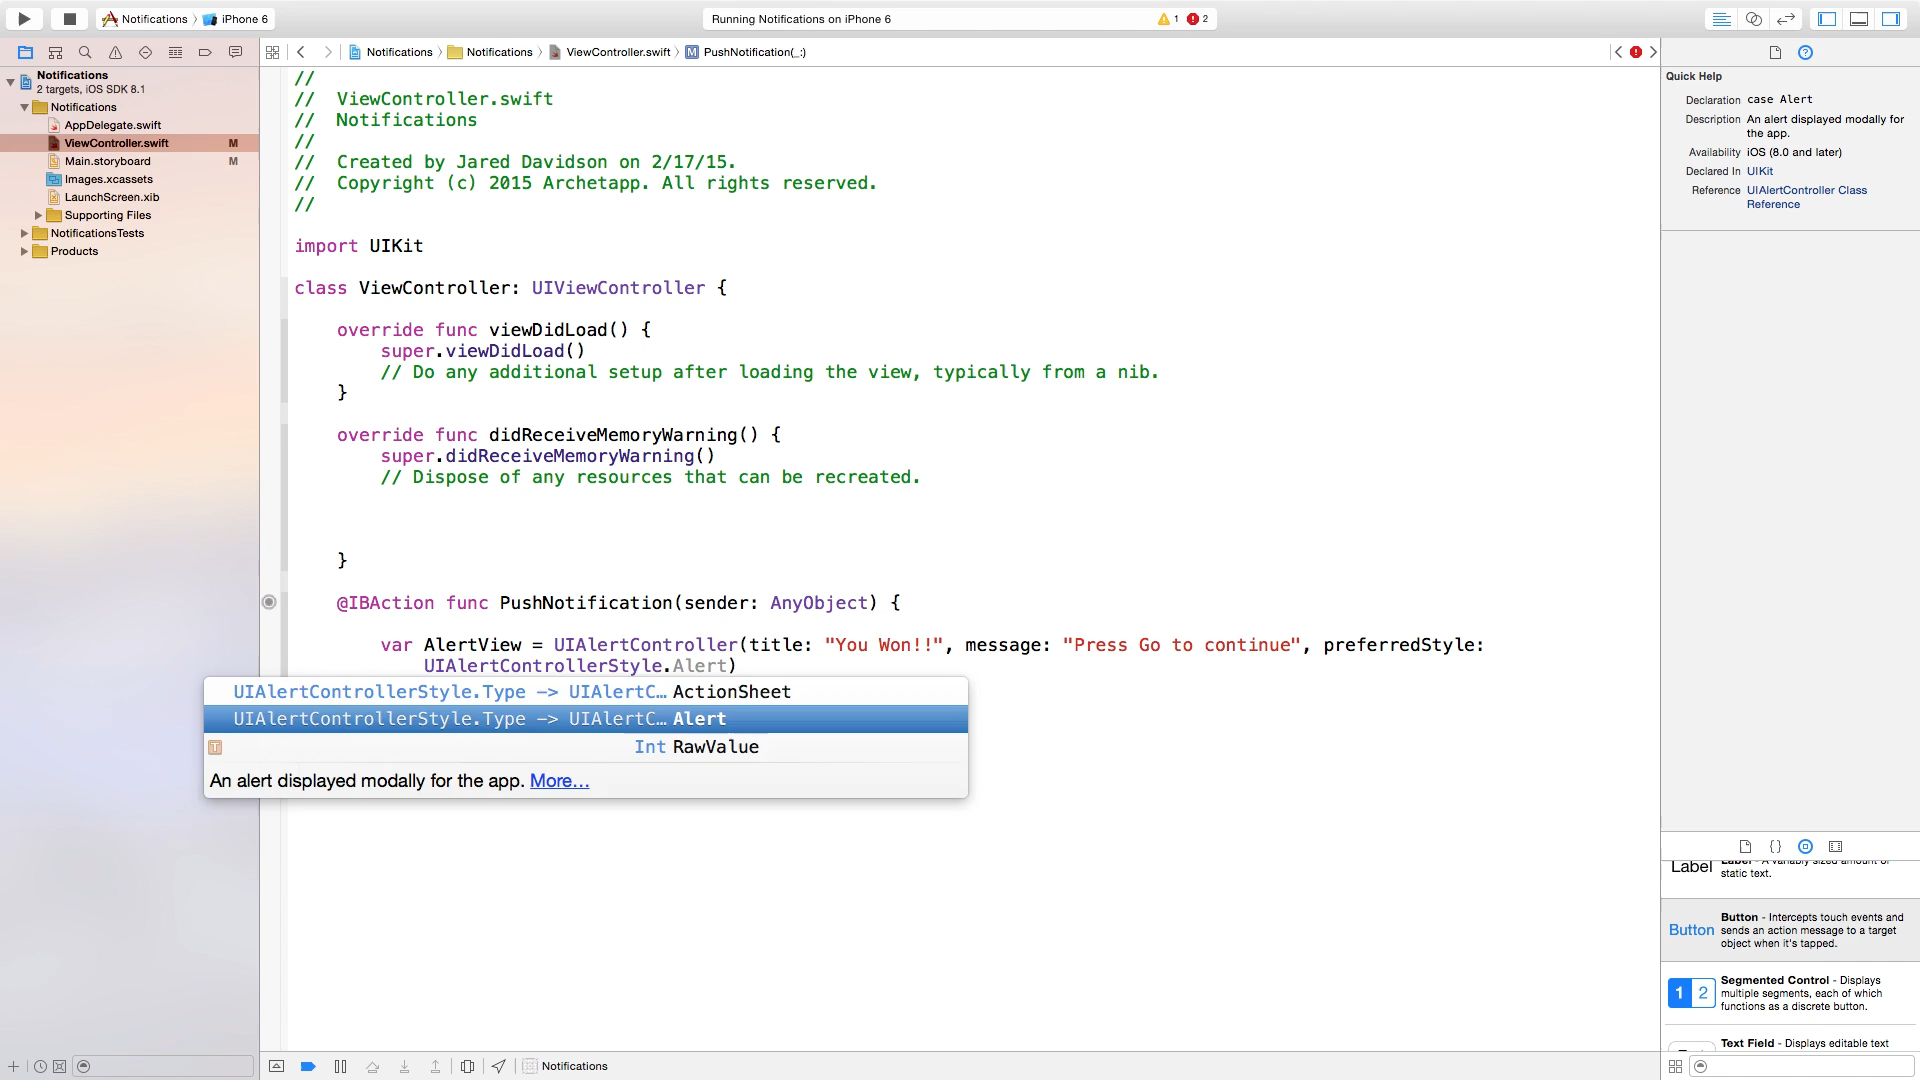 Notifications
iPhone 6
Running Notifications on iPhone 6
1
2
Notifications
Notifications
ViewController.swift
M
PushNotification(_:)
Notifications
2 targets, iOS SDK 8.1
Notifications
AppDelegate.swift
ViewController.swift
M
Main.storyboard
M
Images.xcassets
LaunchScreen.xib
Supporting Files
NotificationsTests
Products
//
//  ViewController.swift
//  Notifications
//
//  Created by Jared Davidson on 2/17/15.
//  Copyright (c) 2015 Archetapp. All rights reserved.
//
import UIKit
class ViewController: UIViewController {
override func viewDidLoad() {
super.viewDidLoad()
// Do any additional setup after loading the view, typically from a nib.
}
override func didReceiveMemoryWarning() {
super.didReceiveMemoryWarning()
// Dispose of any resources that can be recreated.
}
@IBAction func PushNotification(sender: AnyObject) {
var AlertView = UIAlertController(title: "You Won!!", message: "Press Go to continue", preferredStyle:
UIAlertControllerStyle.Alert)
UIAlertControllerStyle.Type -> UIAlertC… ActionSheet
UIAlertControllerStyle.Type -> UIAlertC… Alert
T
Int RawValue
An alert displayed modally for the app. More…
Notifications
Quick Help
Declaration case Alert
Description An alert displayed modally for
the app.
Availability iOS (8.0 and later)
Declared In UIKit
Reference UIAlertController Class
Reference
{}
Label
Label - A variably sized amount of
static text.
Button
Button - Intercepts touch events and
sends an action message to a target
object when it's tapped.
1 2
Segmented Control - Displays
multiple segments, each of which
functions as a discrete button.
Text Field - Displays editable text